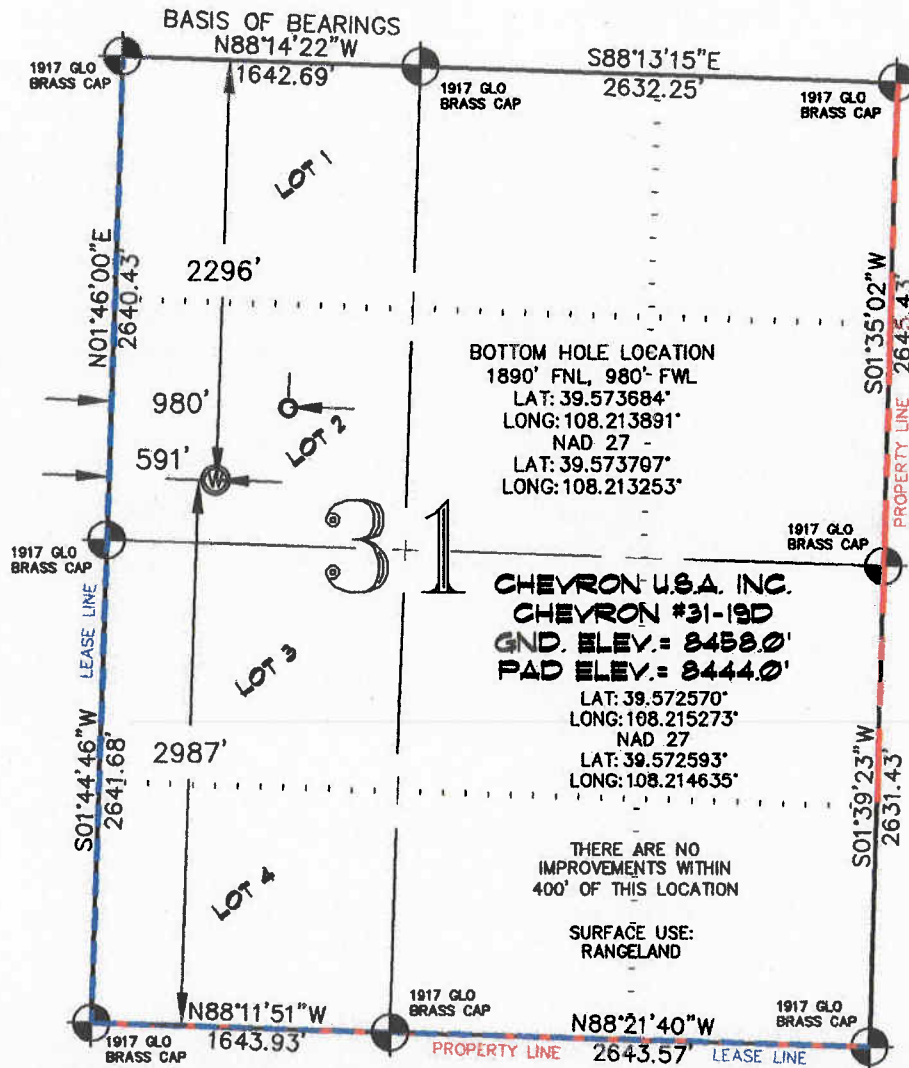 BASIS OF BEARINGS
N88°14'22"W
1642.69'
S88°13'15"E
2632.25'
1917 GLO
BRASS CAP
1917 GLO
BRASS CAP
1917 GLO
BRASS CAP
LOT 1
N01°46'00"E
2640.43'
2296'
S01°35'02"W
2645.43'
PROPERTY LINE
BOTTOM HOLE LOCATION
1890' FNL, 980' FWL
LAT: 39.573684°
LONG: 108.213891°
NAD 27
LAT: 39.573707°
LONG: 108.213253°
980'
LOT 2
591'
W
31
1917 GLO
BRASS CAP
1917 GLO
BRASS CAP
CHEVRON U.S.A. INC.
CHEVRON #31-19D
GND. ELEV.= 8458.0'
PAD ELEV.= 8444.0'
LAT: 39.572570°
LONG: 108.215273°
NAD 27
LAT: 39.572593°
LONG: 108.214635°
LEASE LINE
LOT 3
S01°44'46"W
2641.68'
2987'
S01°39'23"W
2631.43'
THERE ARE NO
IMPROVEMENTS WITHIN
400' OF THIS LOCATION
SURFACE USE:
RANGELAND
LOT 4
N88°11'51"W
1643.93'
1917 GLO
BRASS CAP
1917 GLO
BRASS CAP
1917 GLO
BRASS CAP
N88°21'40"W
2643.57'
PROPERTY LINE
LEASE LINE